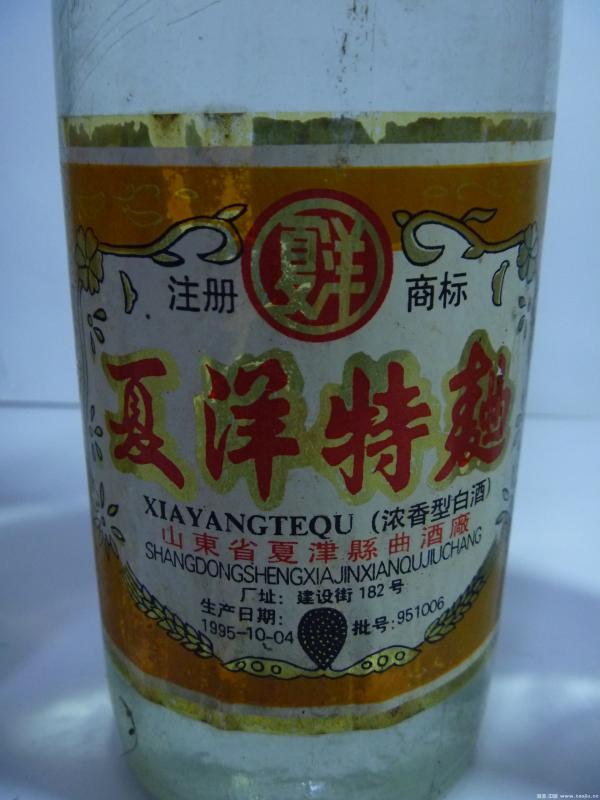 夏洋
注册 商标
夏洋特麯
XIAYANGTEQU (浓香型白酒)
山東省夏津縣曲酒廠
SHANGDONGSHENGXIAJINXIANQUJIUCHANG
厂址: 建设街182号
生产日期:
1995-10-04 批号:951006